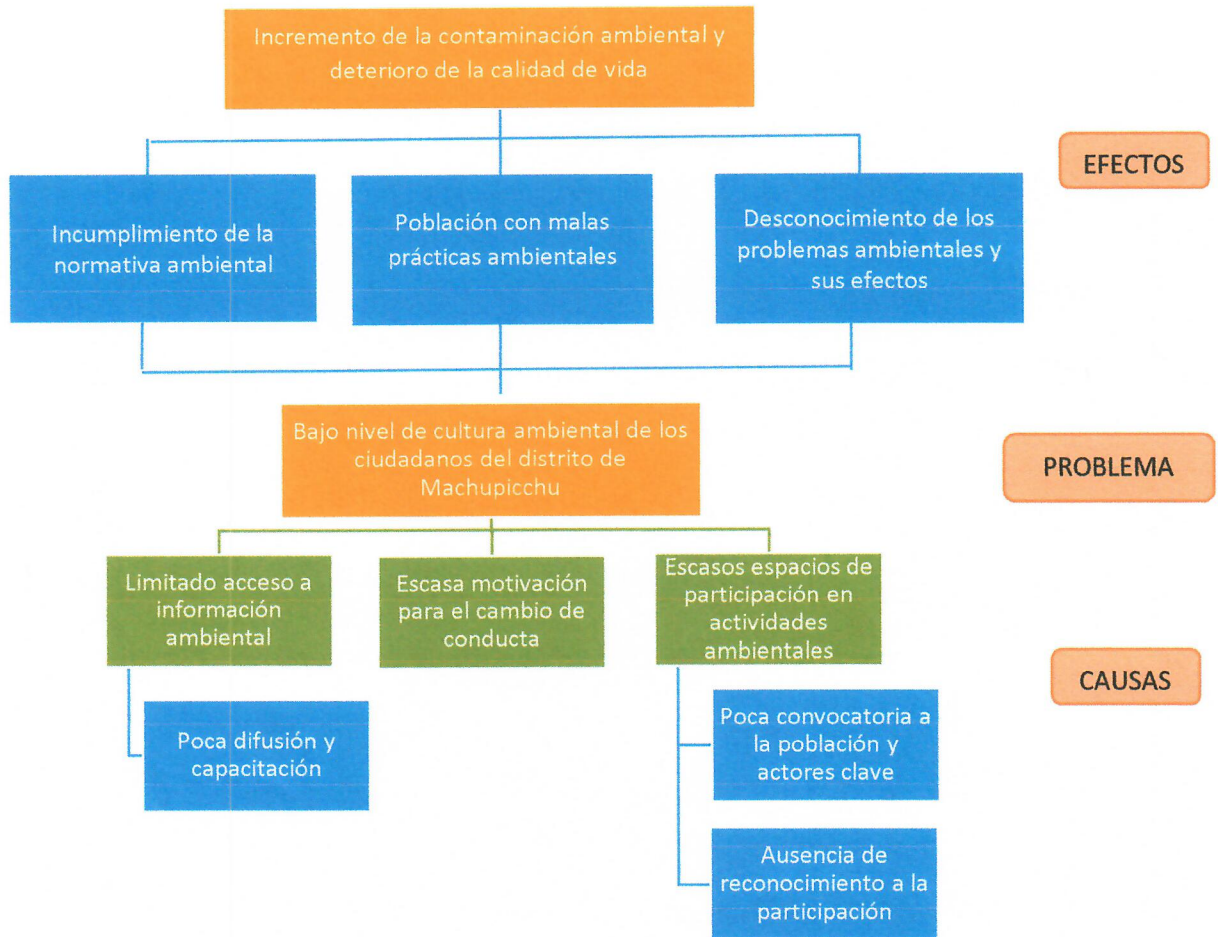 Incremento de la contaminación ambiental y
deterioro de la calidad de vida
EFECTOS
Incumplimiento de la
normativa ambiental
Población con malas
prácticas ambientales
Desconocimiento de los
problemas ambientales y
sus efectos
Bajo nivel de cultura ambiental de los
ciudadanos del distrito de
Machupicchu
PROBLEMA
Limitado acceso a
información
ambiental
Escasa motivación
para el cambio de
conducta
Escasos espacios de
participación en
actividades
ambientales
CAUSAS
Poca difusión y
capacitación
Poca convocatoria a
la población y
actores clave
Ausencia de
reconocimiento a la
participación